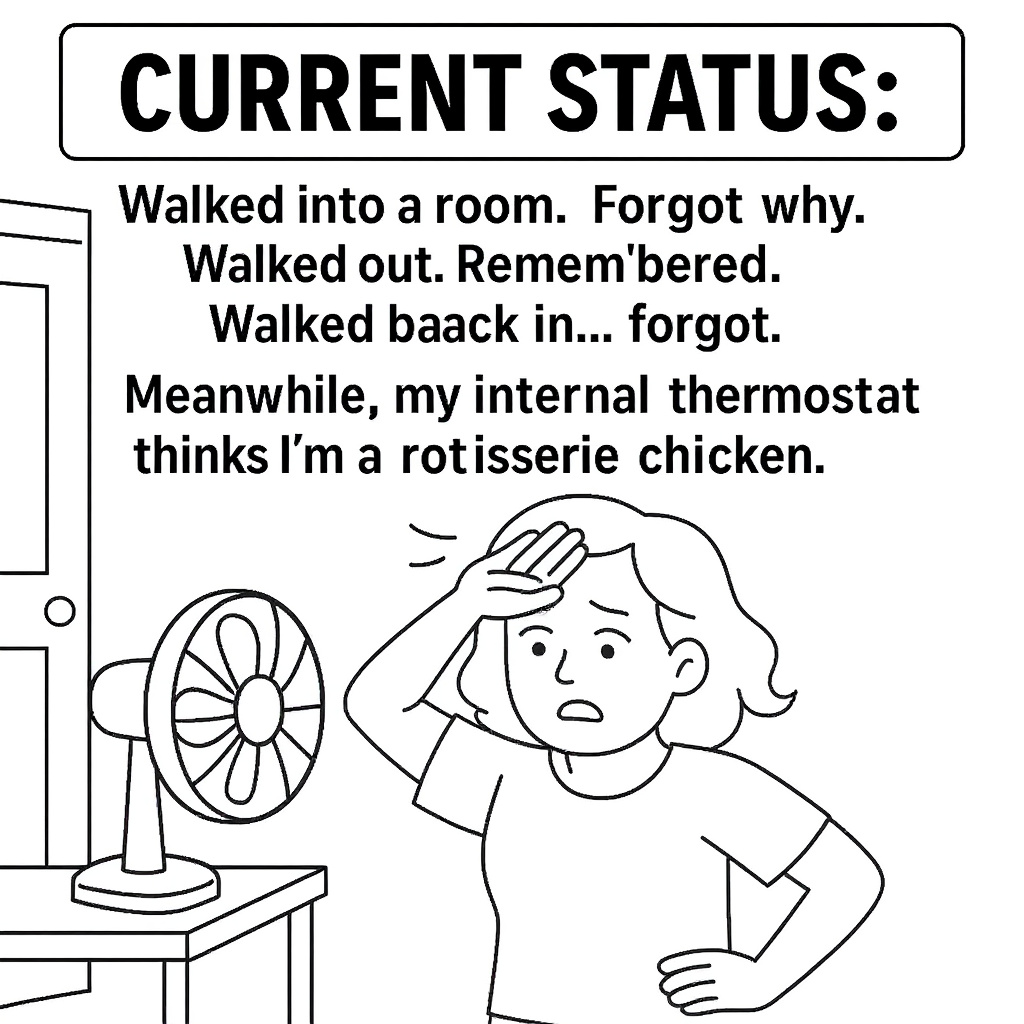 CURRENT STATUS:
Walked into a room. Forgot why.
Walked out. Remem'bered.
Walked baack in... forgot.
Meanwhile, my internal thermostat
thinks I'm a rotisserie chicken.